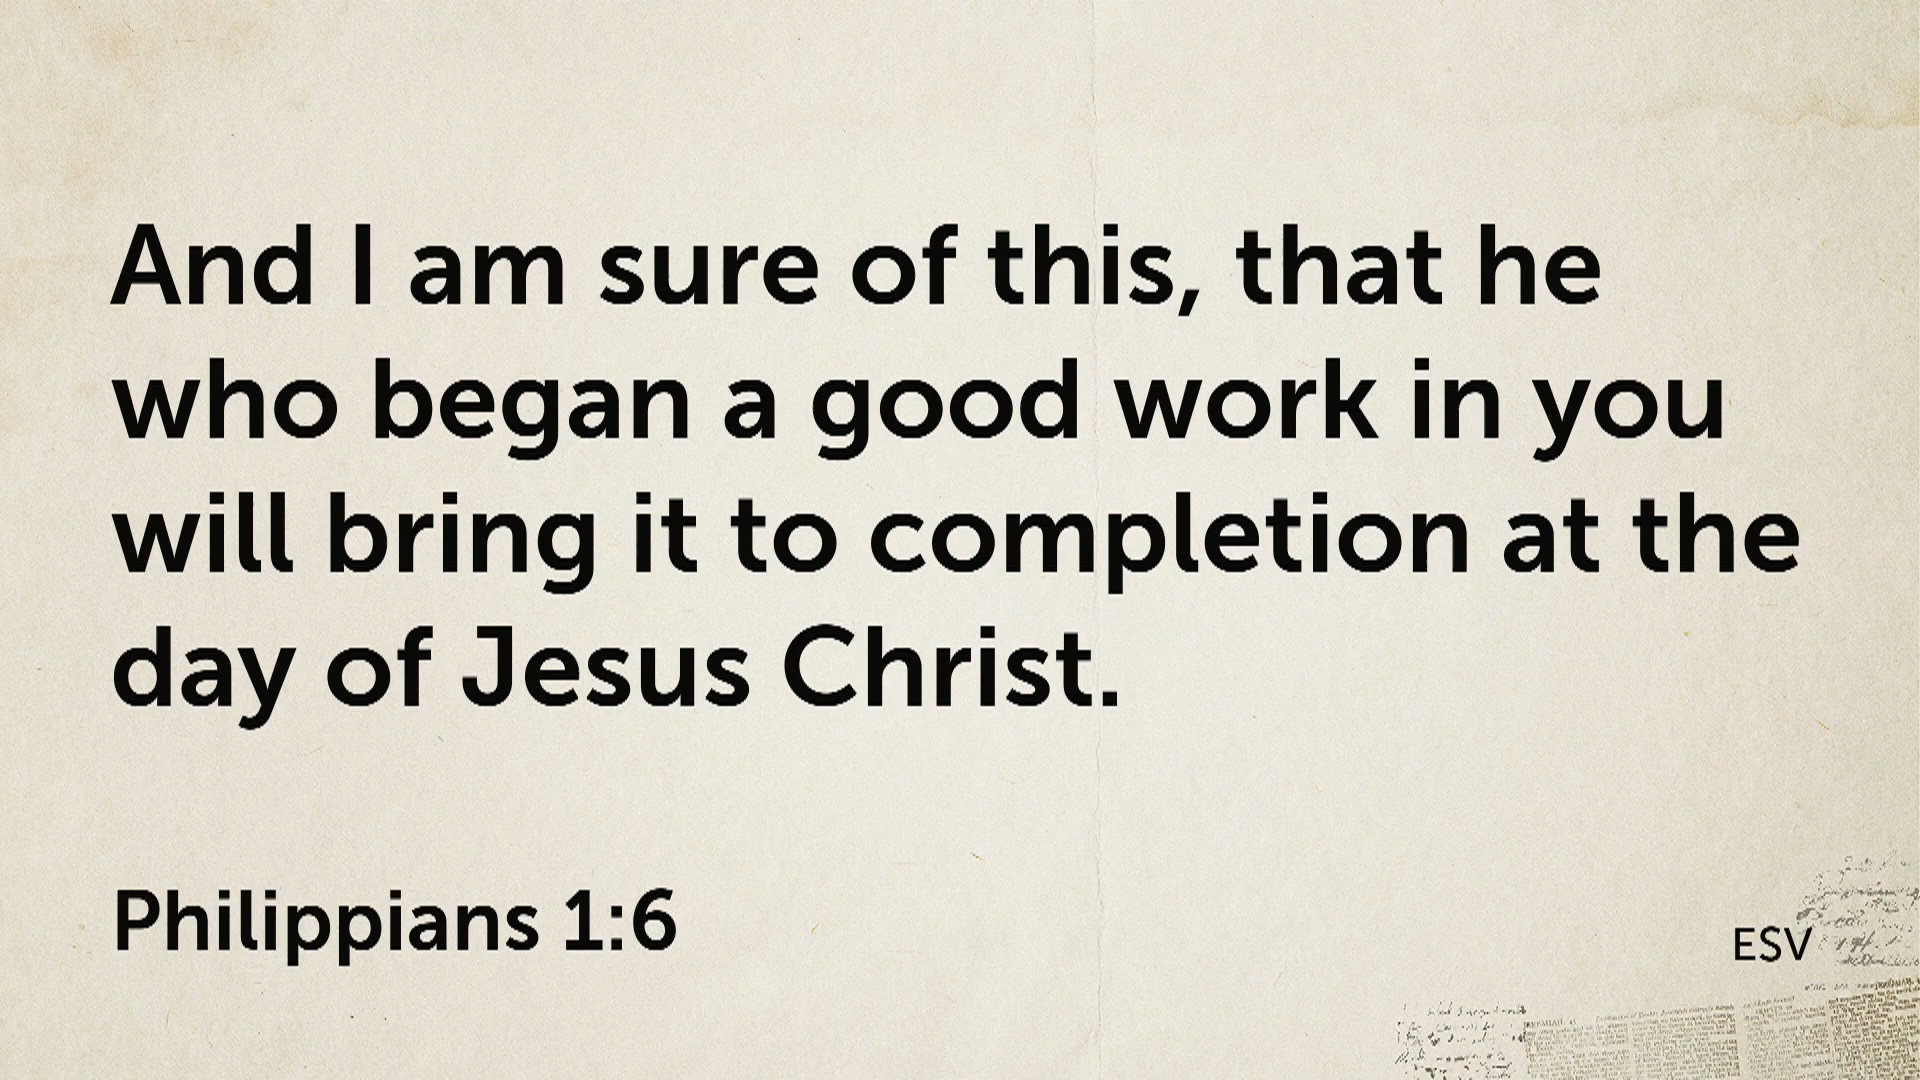 And I am sure of this, that he
who began a good work in you
will bring it to completion at the
day of Jesus Christ.
Philippians 1:6
ESV